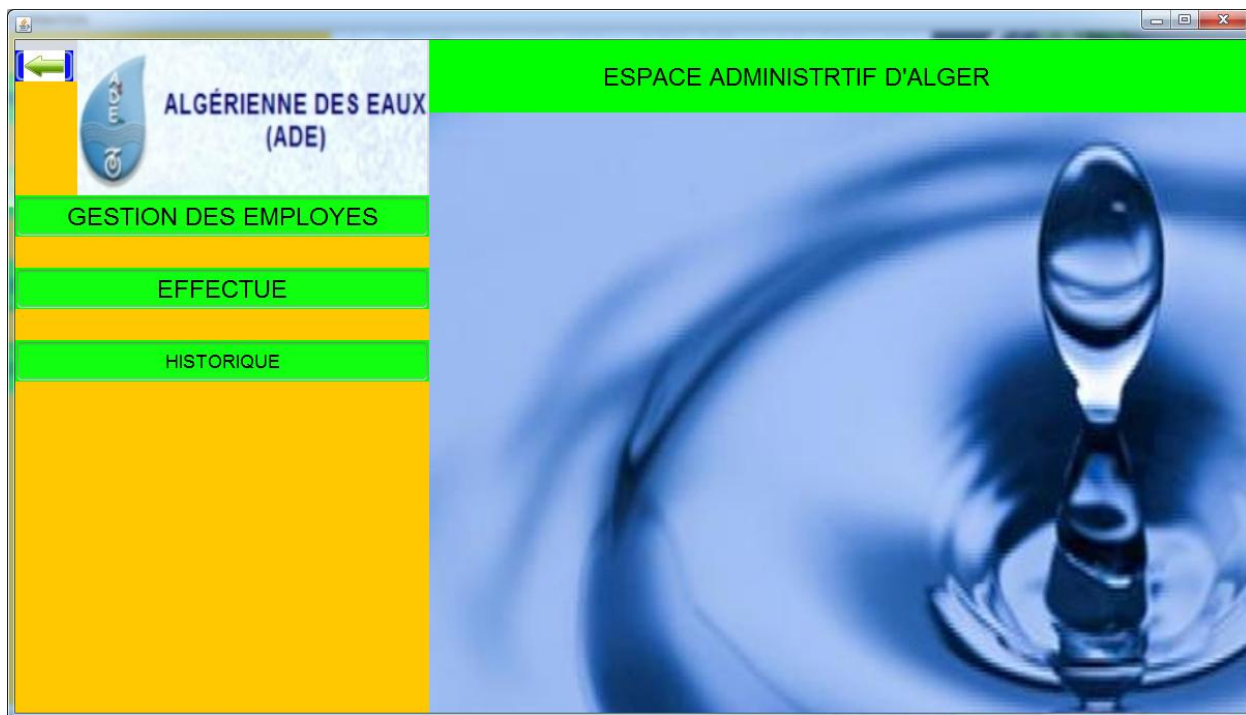 ALGÉRIENNE DES EAUX
(ADE)
ESPACE ADMINISTRTIF D'ALGER
GESTION DES EMPLOYES
EFFECTUE
HISTORIQUE